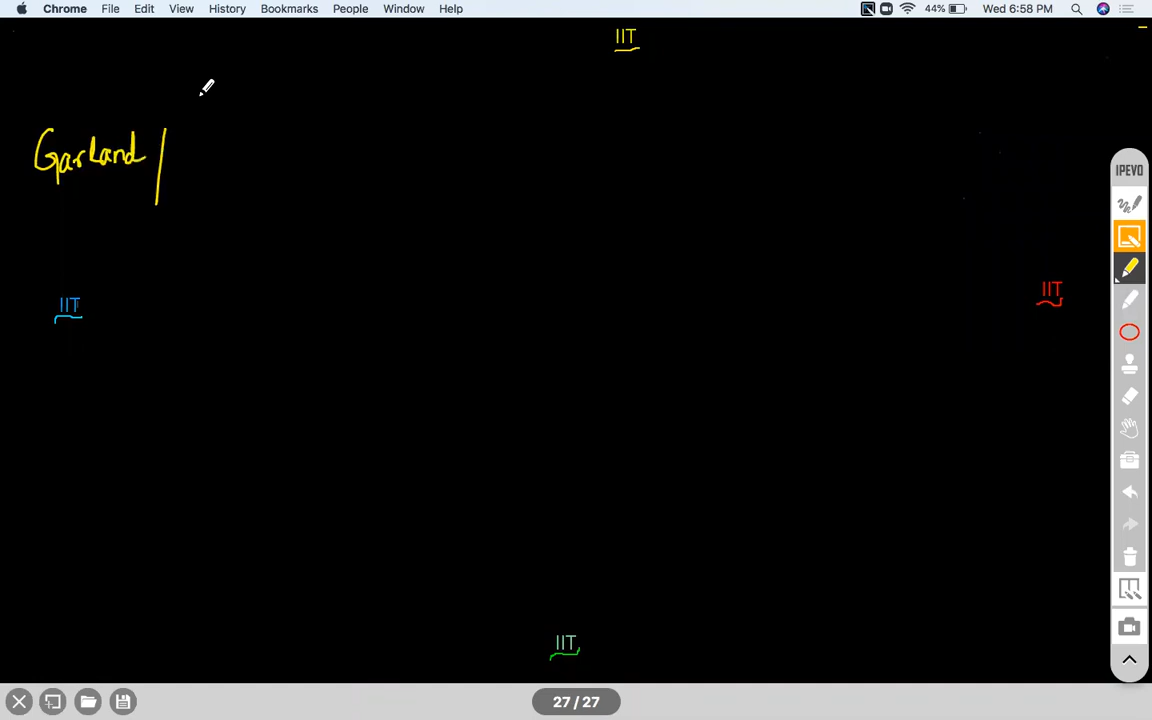 Chrome File Edit View History Bookmarks People Window Help 44% Wed 6:58 PM
IIT
Garland /
IPEVO
IIT
IIT
IIT
27 / 27